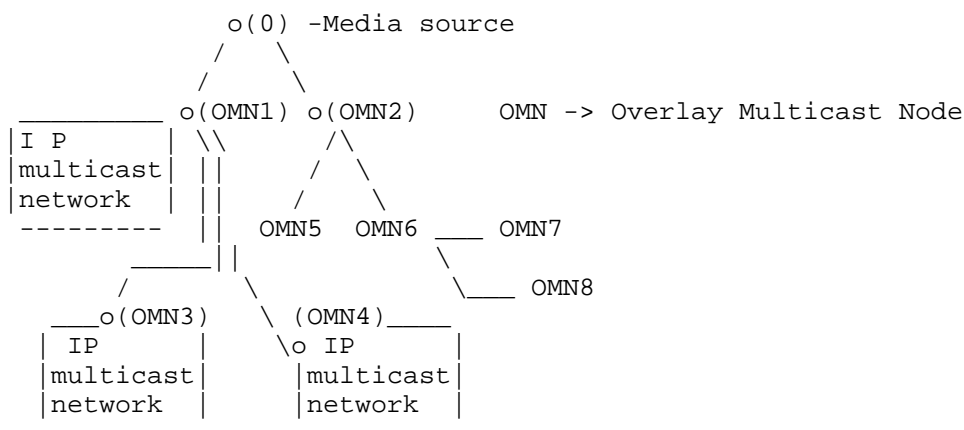 o(0) -Media source
o(OMN1) o(OMN2) OMN -> Overlay Multicast Node
I P
multicast
network
OMN5 OMN6 ___ OMN7
OMN8
o(OMN3) (OMN4)
IP o IP
multicast multicast
network network